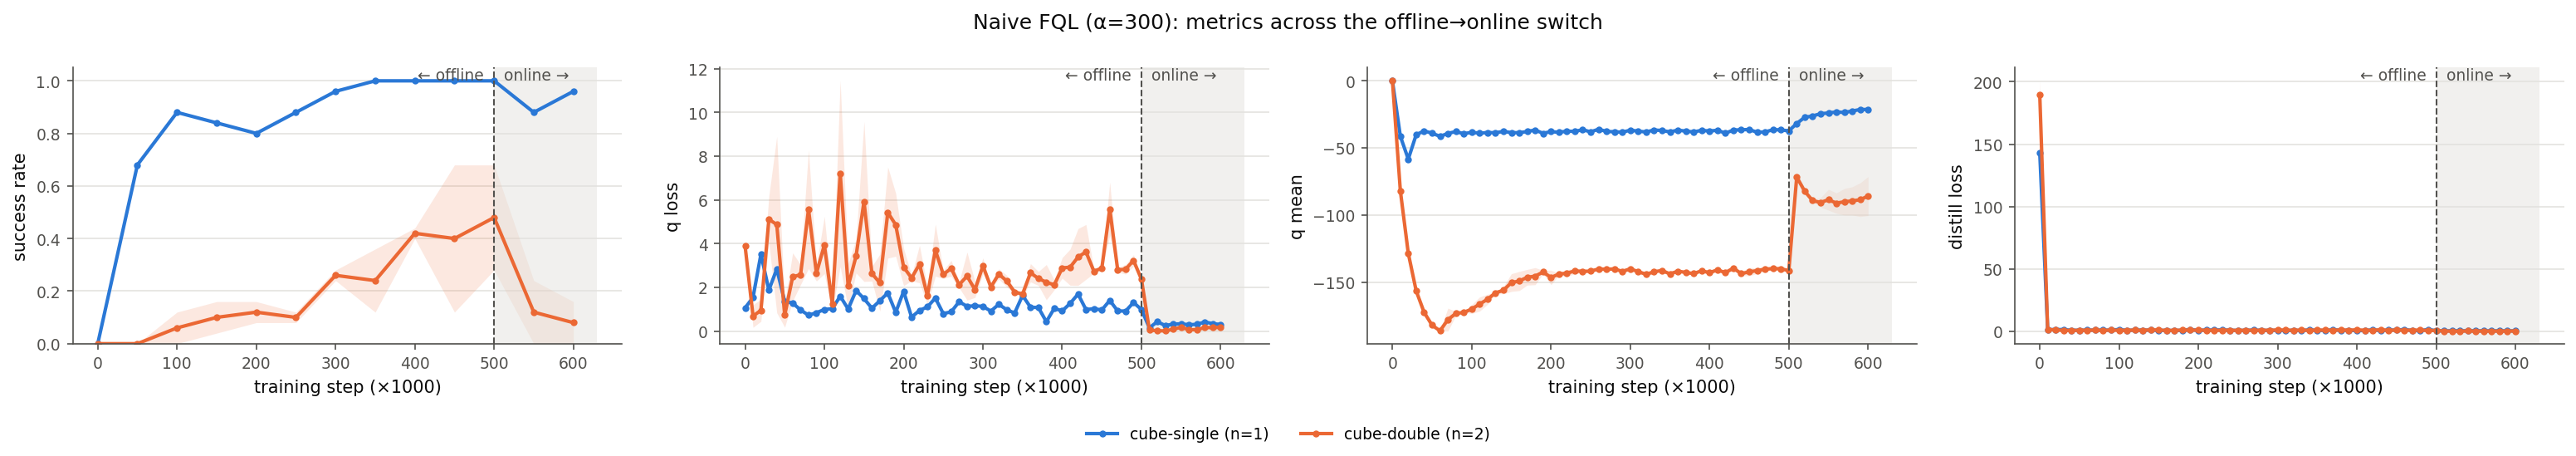 Naive FQL (α=300): metrics across the offline→online switch
success rate
1.0
0.8
0.6
0.4
0.2
0.0
← offline
online →
0 100 200 300 400 500 600
training step (×1000)
q loss
12
10
8
6
4
2
0
← offline
online →
0 100 200 300 400 500 600
training step (×1000)
q mean
0
−50
−100
−150
← offline
online →
0 100 200 300 400 500 600
training step (×1000)
distill loss
200
150
100
50
0
← offline
online →
0 100 200 300 400 500 600
training step (×1000)
cube-single (n=1)
cube-double (n=2)